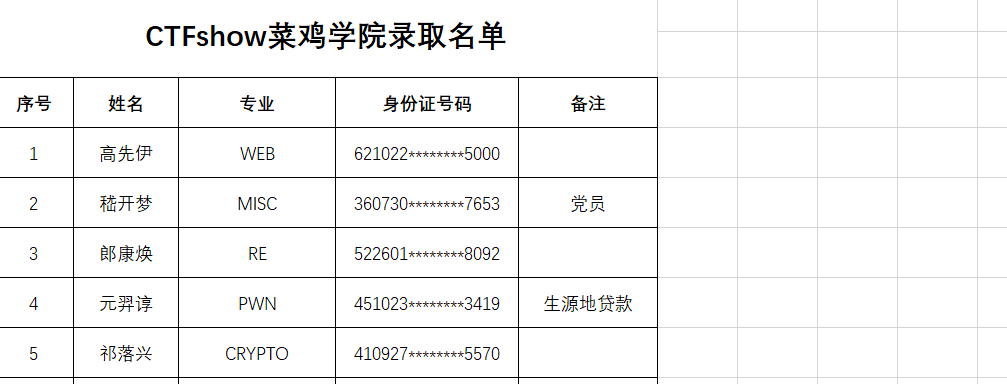 CTFshow菜鸡学院录取名单
序号 姓名 专业 身份证号码 备注
1 高先伊 WEB 621022********5000
2 嵇开梦 MISC 360730********7653 党员
3 郎康焕 RE 522601********8092
4 元羿谆 PWN 451023********3419 生源地贷款
5 祁落兴 CRYPTO 410927********5570